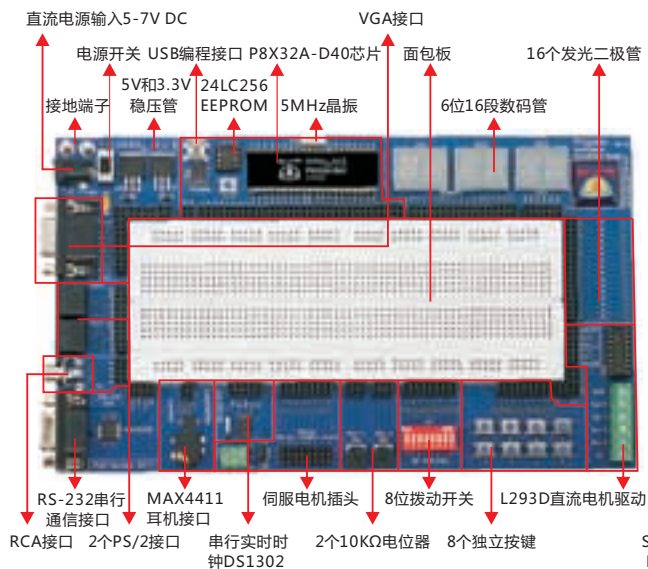 直流电源输入5-7V DC
VGA接口
电源开关
USB编程接口
P8X32A-D40芯片
面包板
16个发光二极管
接地端子
5V和3.3V
稳压管
24LC256
EEPROM
5MHz晶振
6位16段数码管
RS-232串行
通信接口
MAX4411
耳机接口
伺服电机插头
8位拨动开关
L293D直流电机驱动
RCA接口
2个PS/2接口
串行实时时
钟DS1302
2个10KΩ电位器
8个独立按键